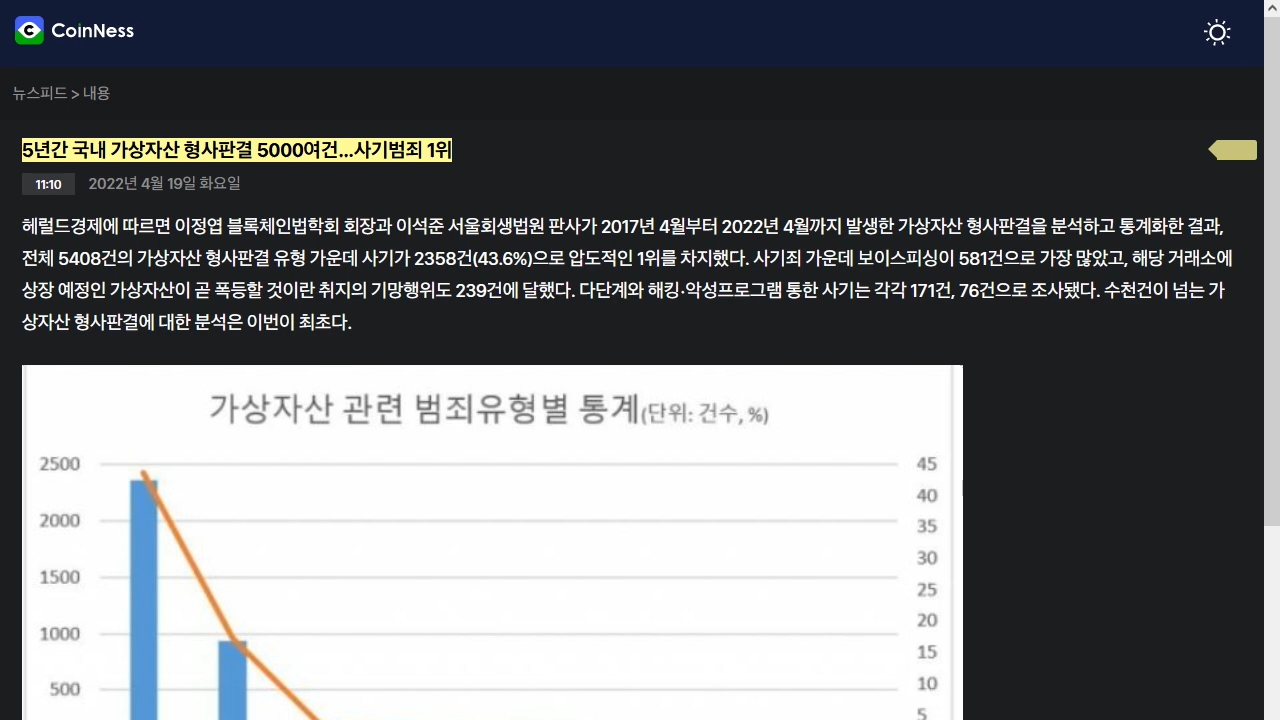 CoinNess
뉴스피드 > 내용
5년간 국내 가상자산 형사판결 5000여건...사기범죄 1위
11:10 2022년 4월 19일 화요일
헤럴드경제에 따르면 이정엽 블록체인법학회 회장과 이석준 서울회생법원 판사가 2017년 4월부터 2022년 4월까지 발생한 가상자산 형사판결을 분석하고 통계화한 결과,
전체 5408건의 가상자산 형사판결 유형 가운데 사기가 2358건(43.6%)으로 압도적인 1위를 차지했다. 사기죄 가운데 보이스피싱이 581건으로 가장 많았고, 해당 거래소에
상장 예정인 가상자산이 곧 폭등할 것이란 취지의 기망행위도 239건에 달했다. 다단계와 해킹·악성프로그램 통한 사기는 각각 171건, 76건으로 조사됐다. 수천건이 넘는 가
상자산 형사판결에 대한 분석은 이번이 최초다.
가상자산 관련 범죄유형별 통계(단위: 건수, %)
2500 45
40
2000 35
30
1500 25
20
1000 15
500 10
5